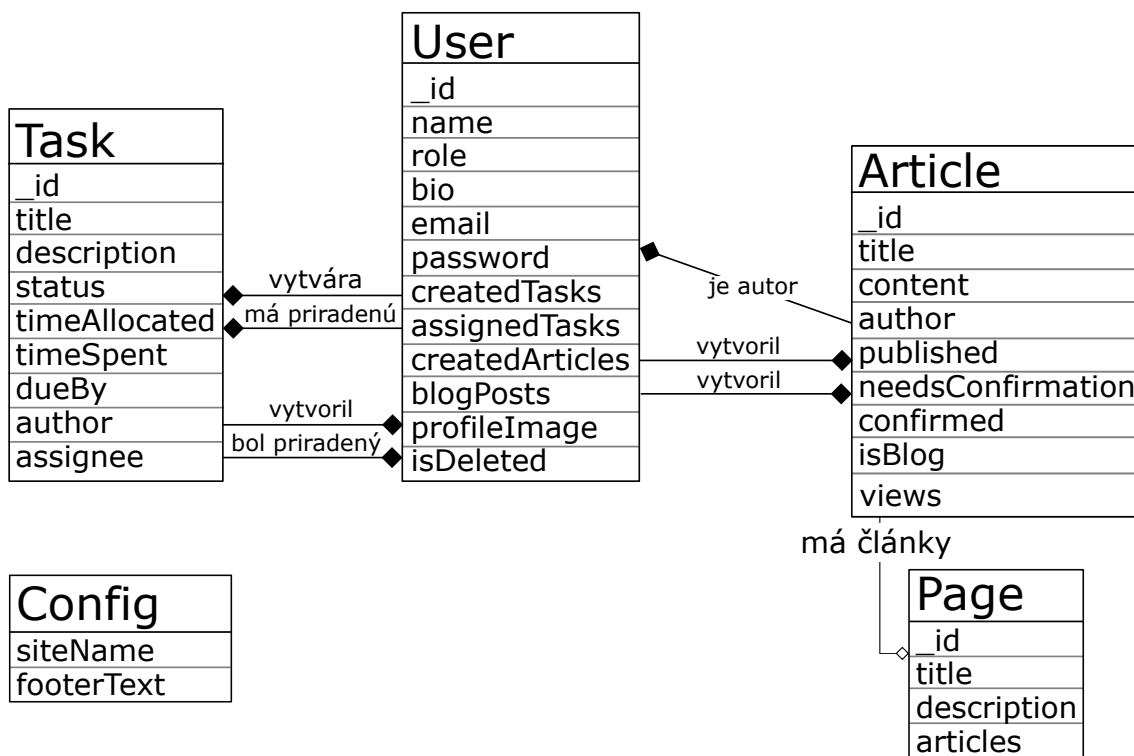 User
_id
name
role
bio
email
password
createdTasks
assignedTasks
createdArticles
blogPosts
profileImage
isDeleted
Task
_id
title
description
status
timeAllocated
timeSpent
dueBy
author
assignee
vytvára
má priradenú
vytvoril
bol priradený
je autor
vytvoril
vytvoril
Article
_id
title
content
author
published
needsConfirmation
confirmed
isBlog
views
má články
Config
siteName
footerText
Page
_id
title
description
articles